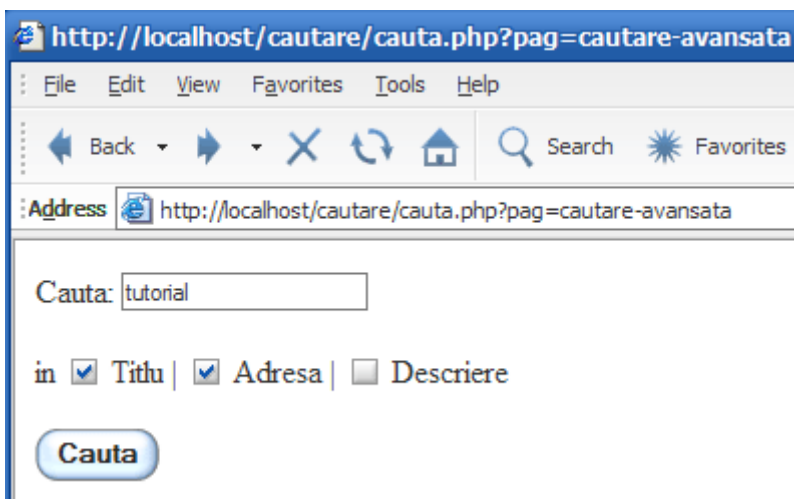 http://localhost/cautare/cauta.php?pag=cautare-avansata
File Edit View Favorites Tools Help
Back Search Favorites
Address http://localhost/cautare/cauta.php?pag=cautare-avansata
Cauta: tutorial
in Titlu | Adresa | Descriere
Cauta